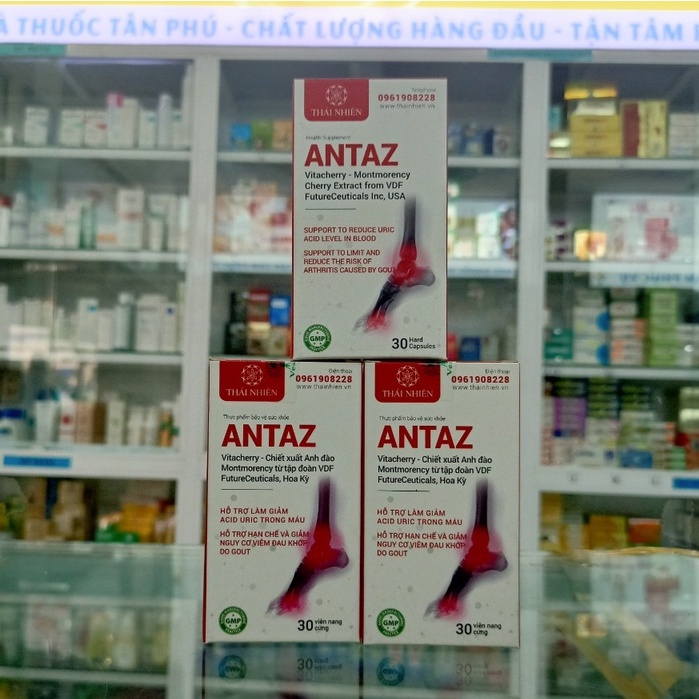 THUỐC TÂN PHÚ - CHẤT LƯỢNG HÀNG ĐẦU - TẬN TÂM
THÁI NHIÊN
Telephone
0961908228
www.thainhien.vn
Health Supplement
ANTAZ
Vitacherry - Montmorency
Cherry Extract from VDF
FutureCeuticals Inc, USA
SUPPORT TO REDUCE URIC
ACID LEVEL IN BLOOD
SUPPORT TO LIMIT AND
REDUCE THE RISK OF
ARTHRITIS CAUSED BY GOUT
GMP
30 Hard
Capsules
THÁI NHIÊN
Điện thoại
0961908228
www.thainhien.vn
Thực phẩm bảo vệ sức khỏe
ANTAZ
Vitacherry - Chiết xuất Anh đào
Montmorency từ tập đoàn VDF
FutureCeuticals, Hoa Kỳ
HỖ TRỢ LÀM GIẢM
ACID URIC TRONG MÁU
HỖ TRỢ HẠN CHẾ VÀ GIẢM
NGUY CƠ VIÊM ĐAU KHỚP
DO GOUT
GMP
30 viên nang
cứng
THÁI NHIÊN
Điện thoại
0961908228
www.thainhien.vn
Thực phẩm bảo vệ sức khỏe
ANTAZ
Vitacherry - Chiết xuất Anh đào
Montmorency từ tập đoàn VDF
FutureCeuticals, Hoa Kỳ
HỖ TRỢ LÀM GIẢM
ACID URIC TRONG MÁU
HỖ TRỢ HẠN CHẾ VÀ GIẢM
NGUY CƠ VIÊM ĐAU KHỚP
DO GOUT
GMP
30 viên nang
cứng